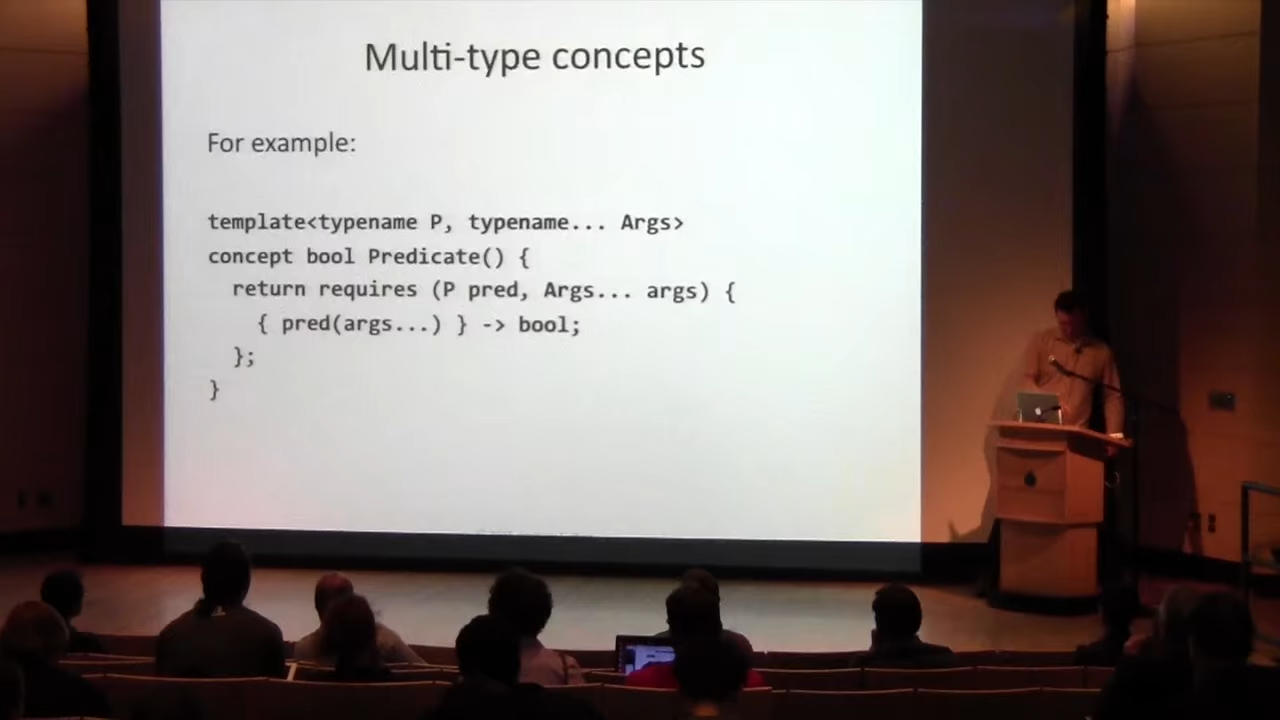 Multi-type concepts
For example:
template<typename P, typename... Args>
concept bool Predicate() {
return requires (P pred, Args... args) {
{ pred(args...) } -> bool;
};
}